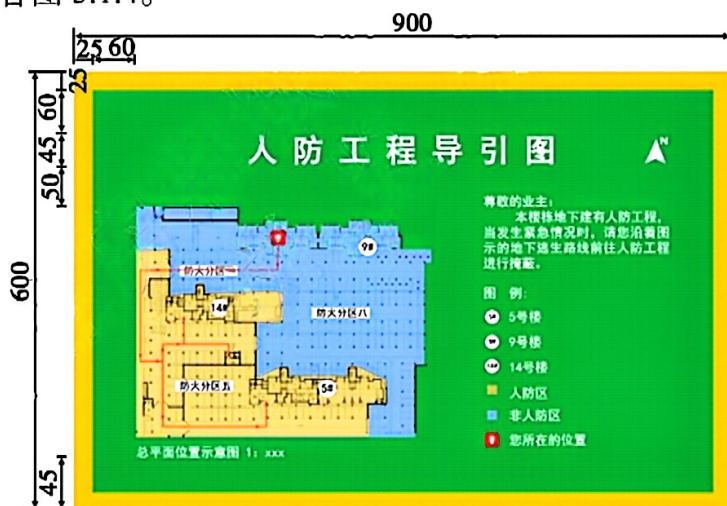 900
25 60
25
60
45
50
600
45
人防工程导引图
N
尊敬的业主：
本楼栋地下建有人防工程，
当发生紧急情况时，请您沿着图
示的地下逃生路线前往人防工程
进行掩蔽。
图 例：
5# 5号楼
9# 9号楼
14# 14号楼
人防区
非人防区
您所在的位置
9#
防火分区一
14#
防火分区八
防火分区五
5#
总平面位置示意图 1：xxx